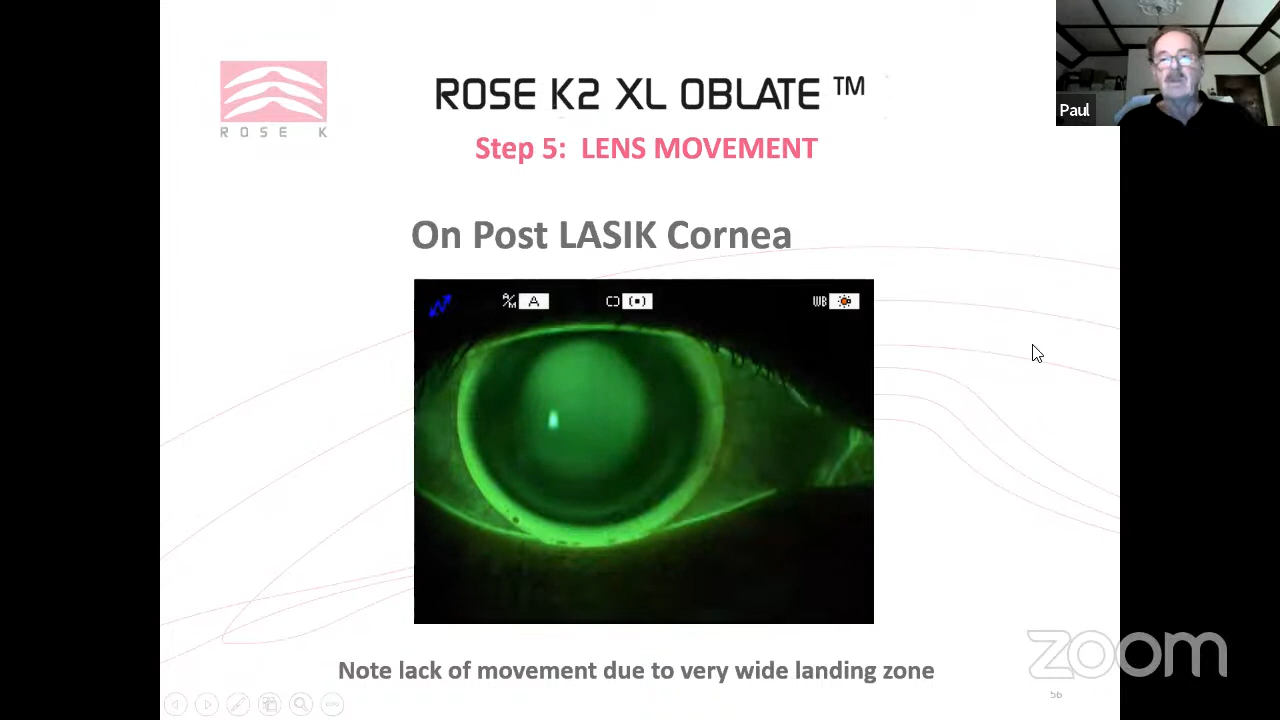 ROSE K2 XL OBLATE ™
ROSE K
Step 5: LENS MOVEMENT
Paul
On Post LASIK Cornea
A/M A
WB
Note lack of movement due to very wide landing zone
zoom
56